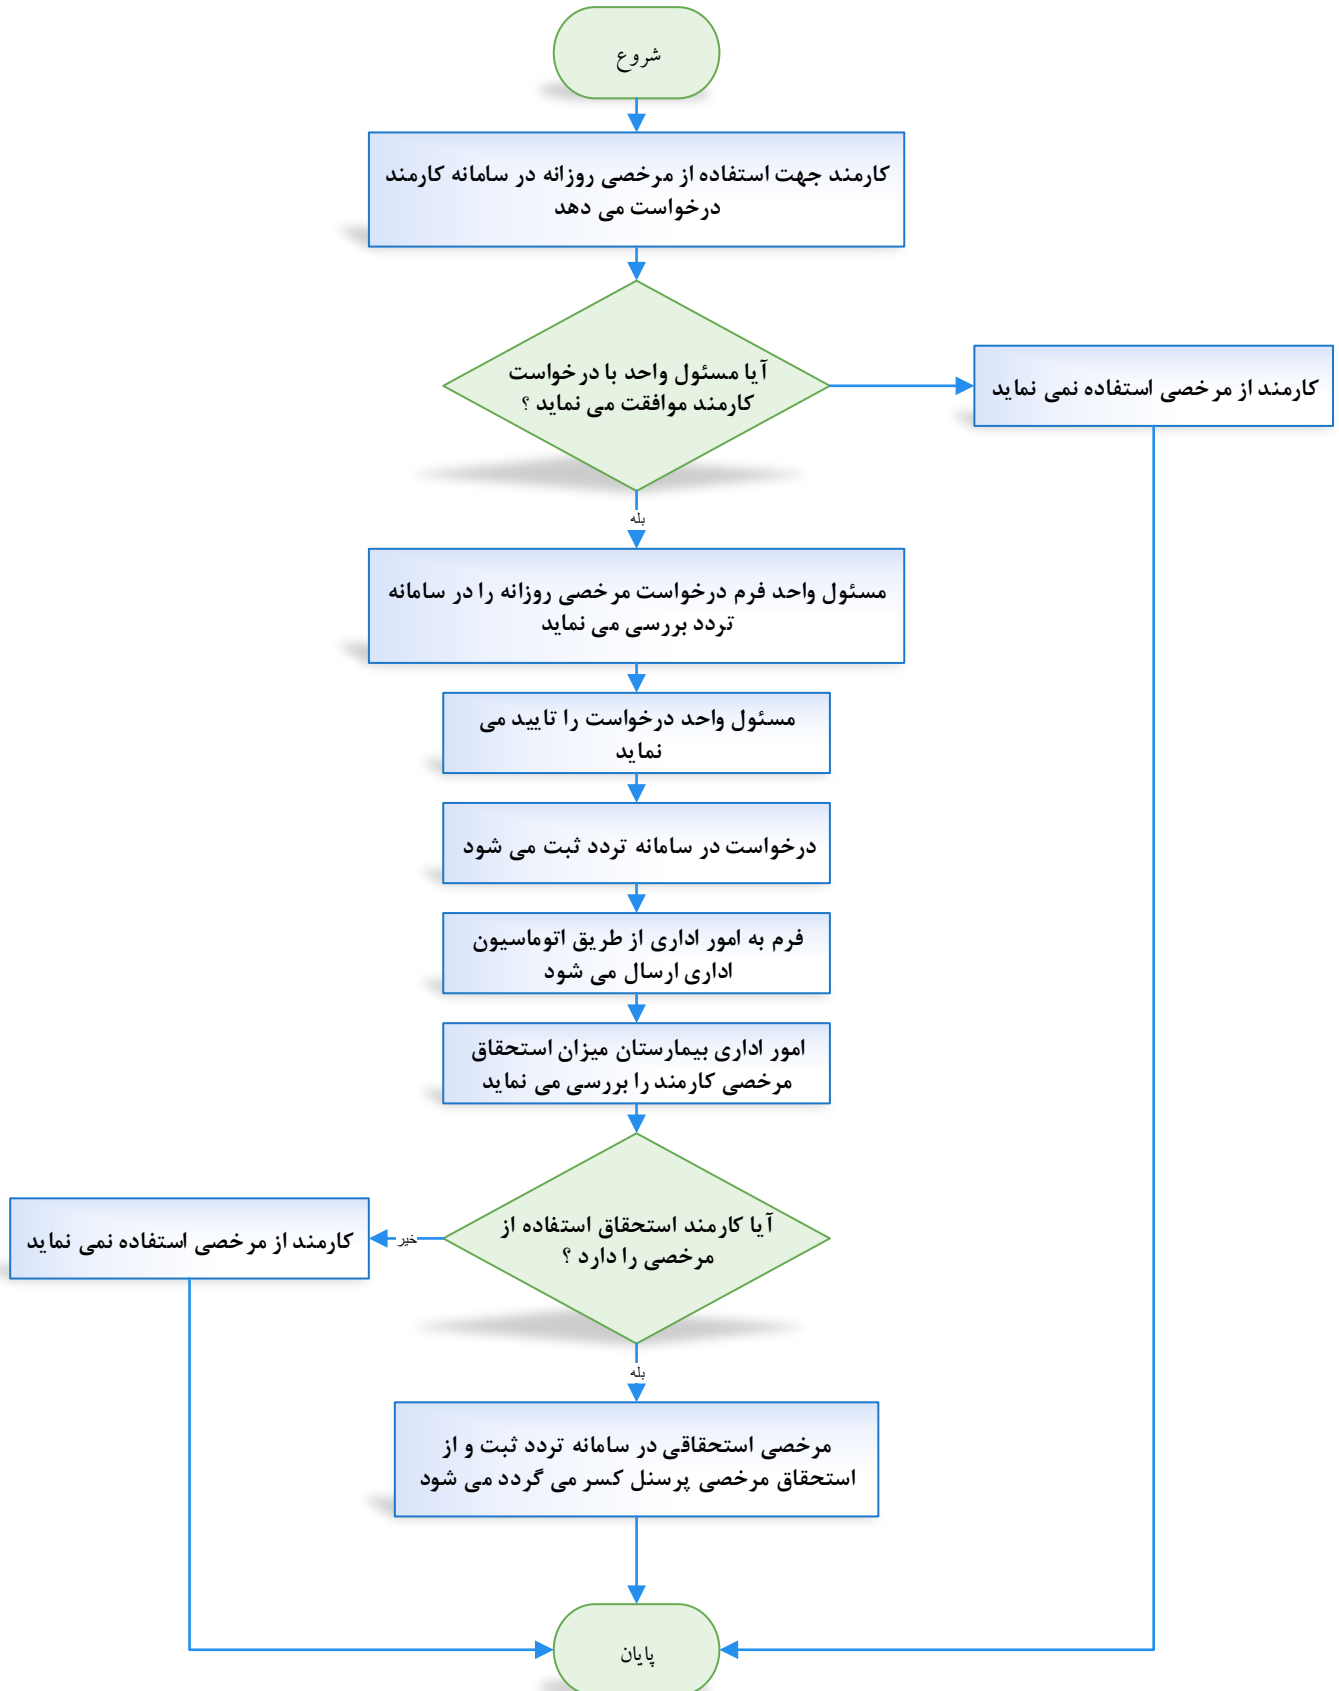 شروع
کارمند جهت استفاده از مرخصی روزانه در سامانه کارمند
درخواست می دهد
آیا مسئول واحد با درخواست
کارمند موافقت می نماید ؟
کارمند از مرخصی استفاده نمی نماید
بله
مسئول واحد فرم درخواست مرخصی روزانه را در سامانه
تردد بررسی می نماید
مسئول واحد درخواست را تایید می
نماید
درخواست در سامانه تردد ثبت می شود
فرم به امور اداری از طریق اتوماسیون
اداری ارسال می شود
امور اداری بیمارستان میزان استحقاق
مرخصی کارمند را بررسی می نماید
آیا کارمند استحقاق استفاده از
مرخصی را دارد ؟
خیر
کارمند از مرخصی استفاده نمی نماید
بله
مرخصی استحقاقی در سامانه تردد ثبت و از
استحقاق مرخصی پرسنل کسر می گردد می شود
پایان